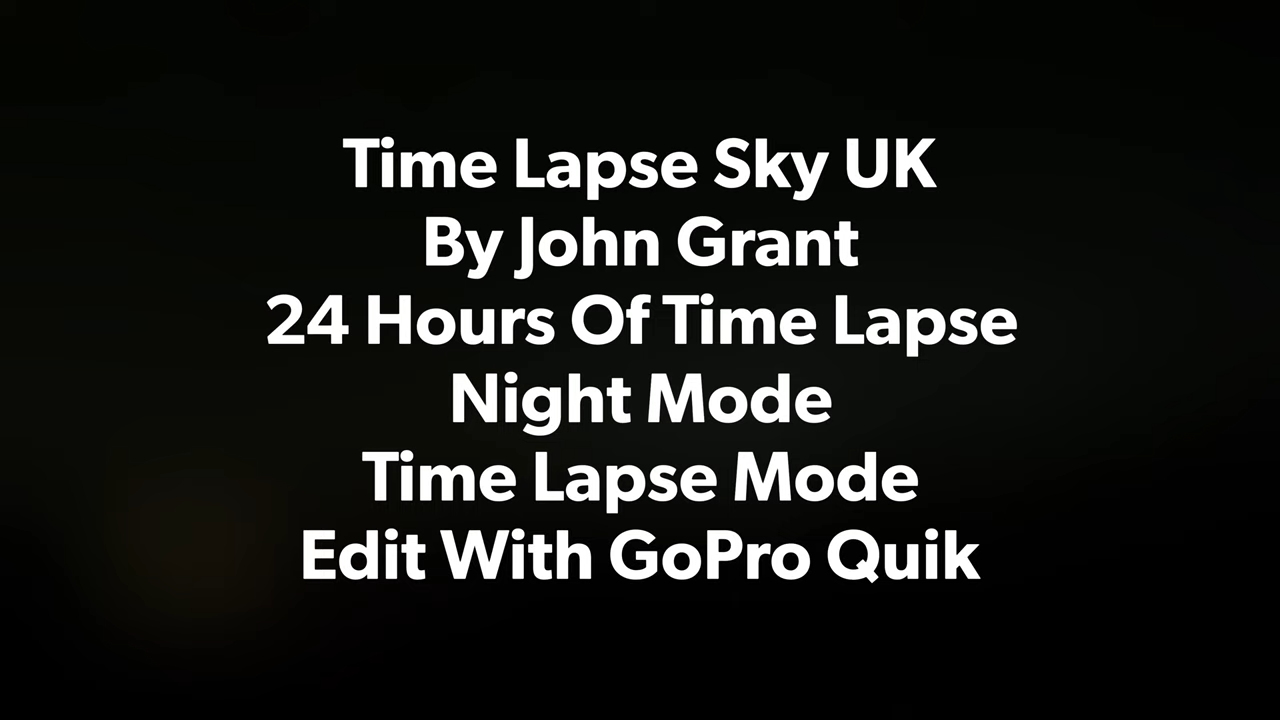 Time Lapse Sky UK
By John Grant
24 Hours Of Time Lapse
Night Mode
Time Lapse Mode
Edit With GoPro Quik